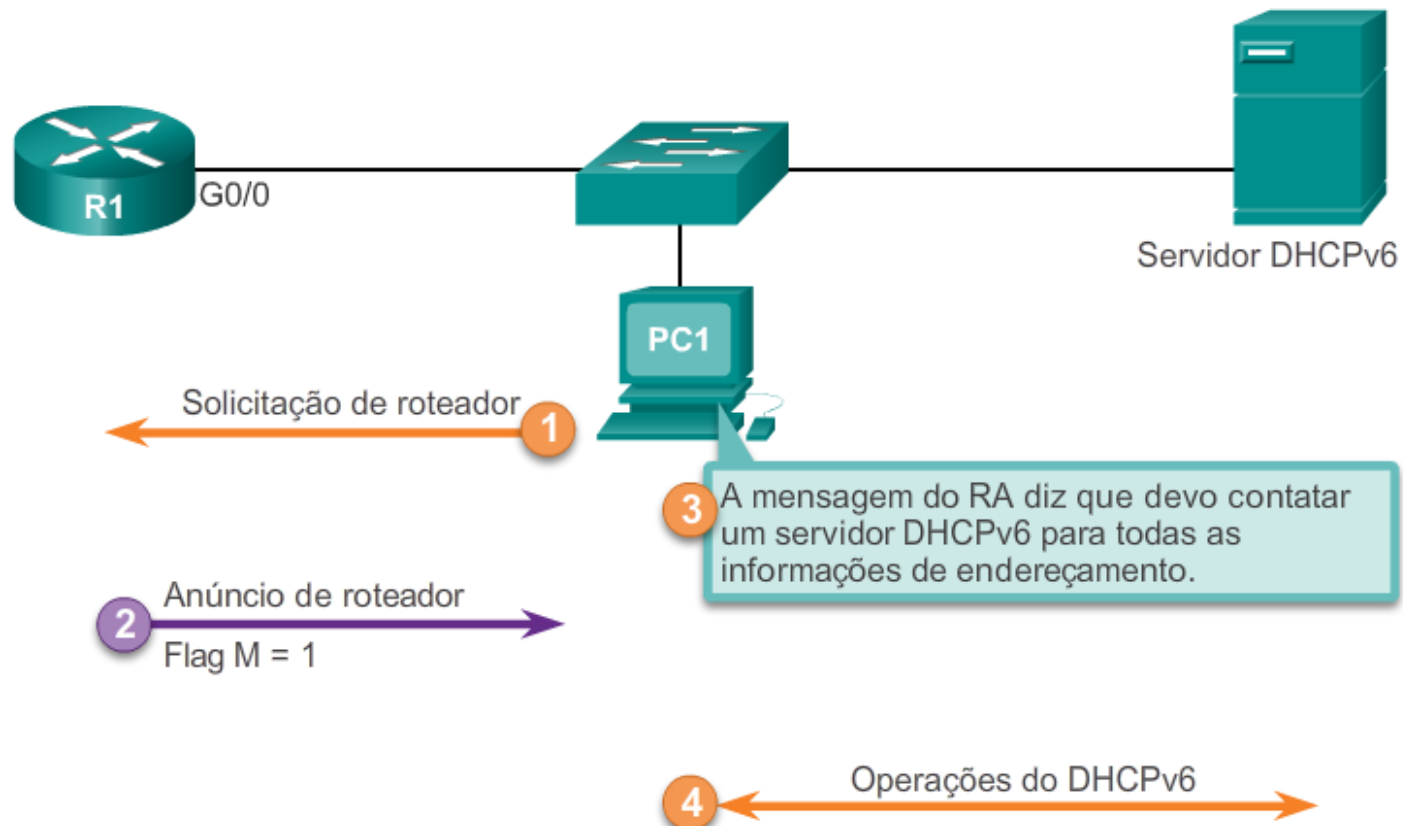 R1
G0/0
Servidor DHCPv6
PC1
Solicitação de roteador
1
3
A mensagem do RA diz que devo contatar
um servidor DHCPv6 para todas as
informações de endereçamento.
Anúncio de roteador
2
Flag M = 1
Operações do DHCPv6
4